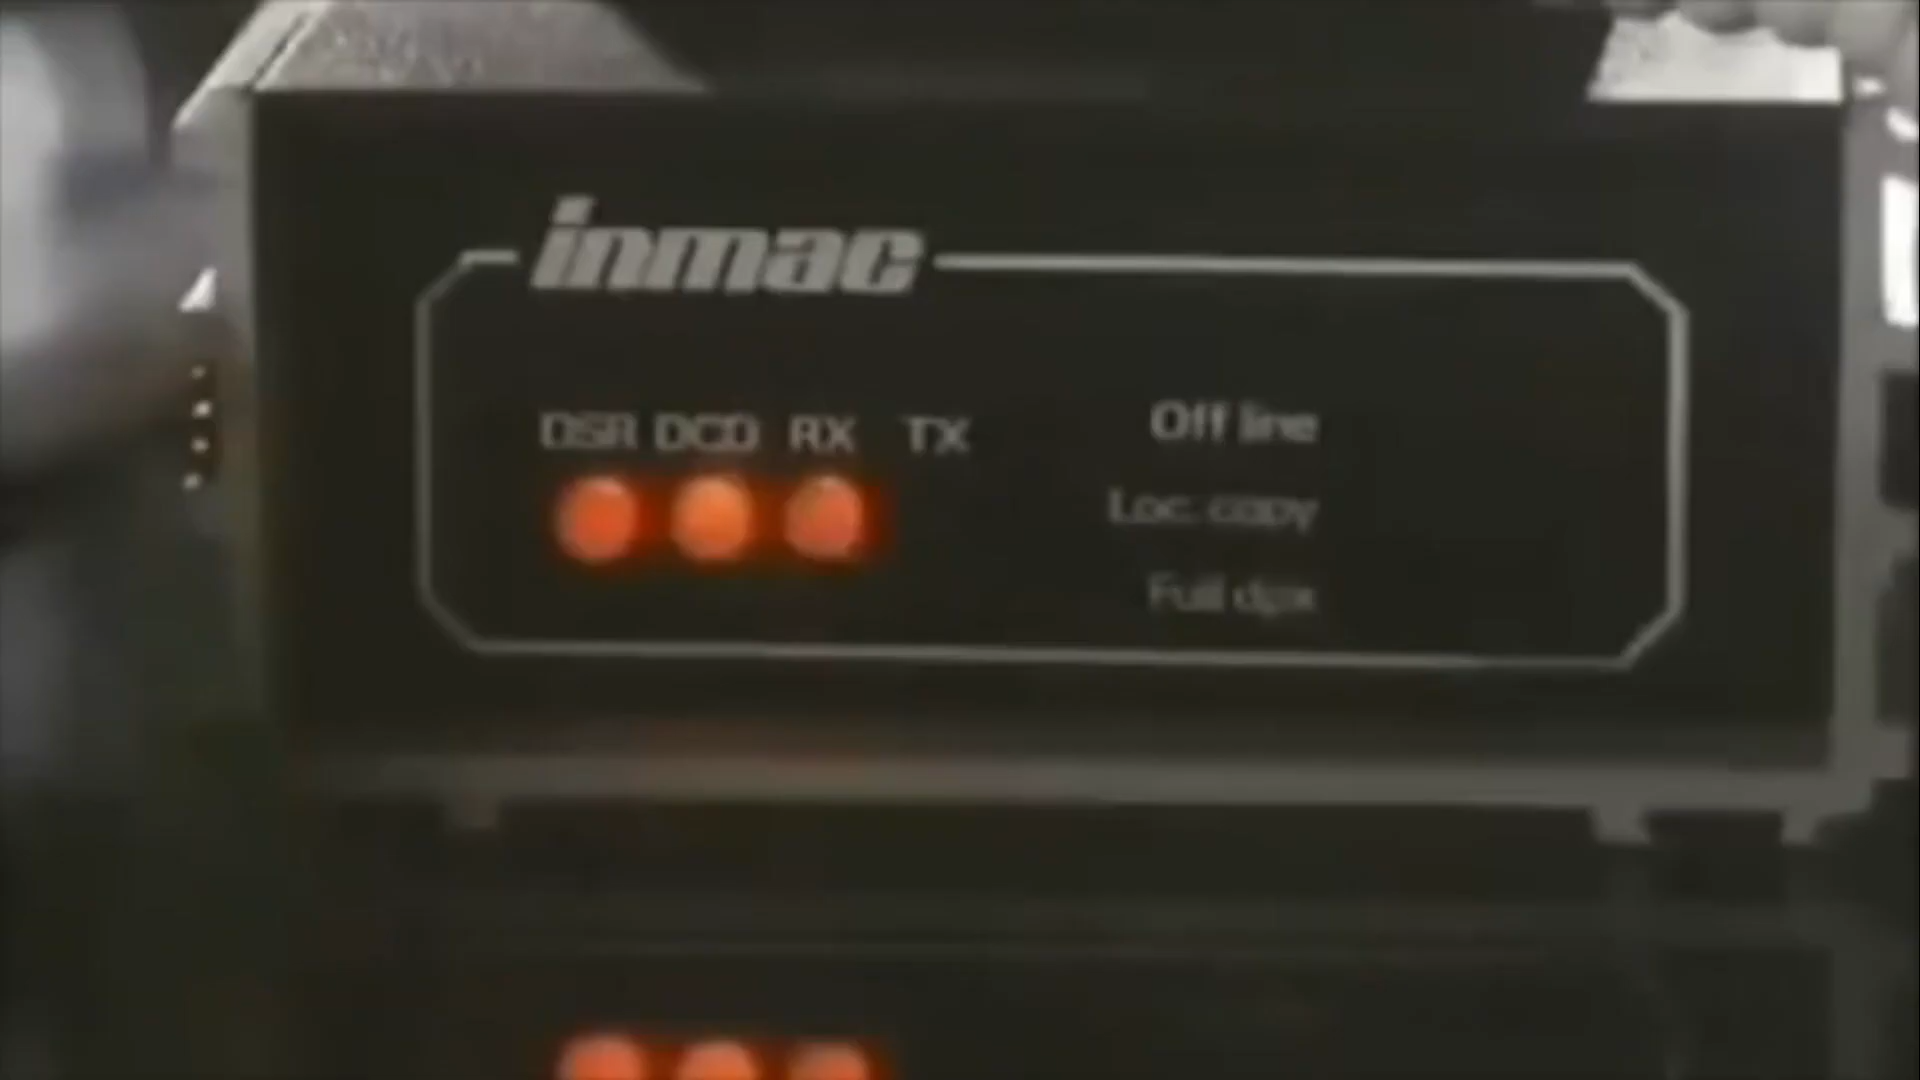 inmac
DSR DCD RX TX
Off line
Loc. copy
Full dpx